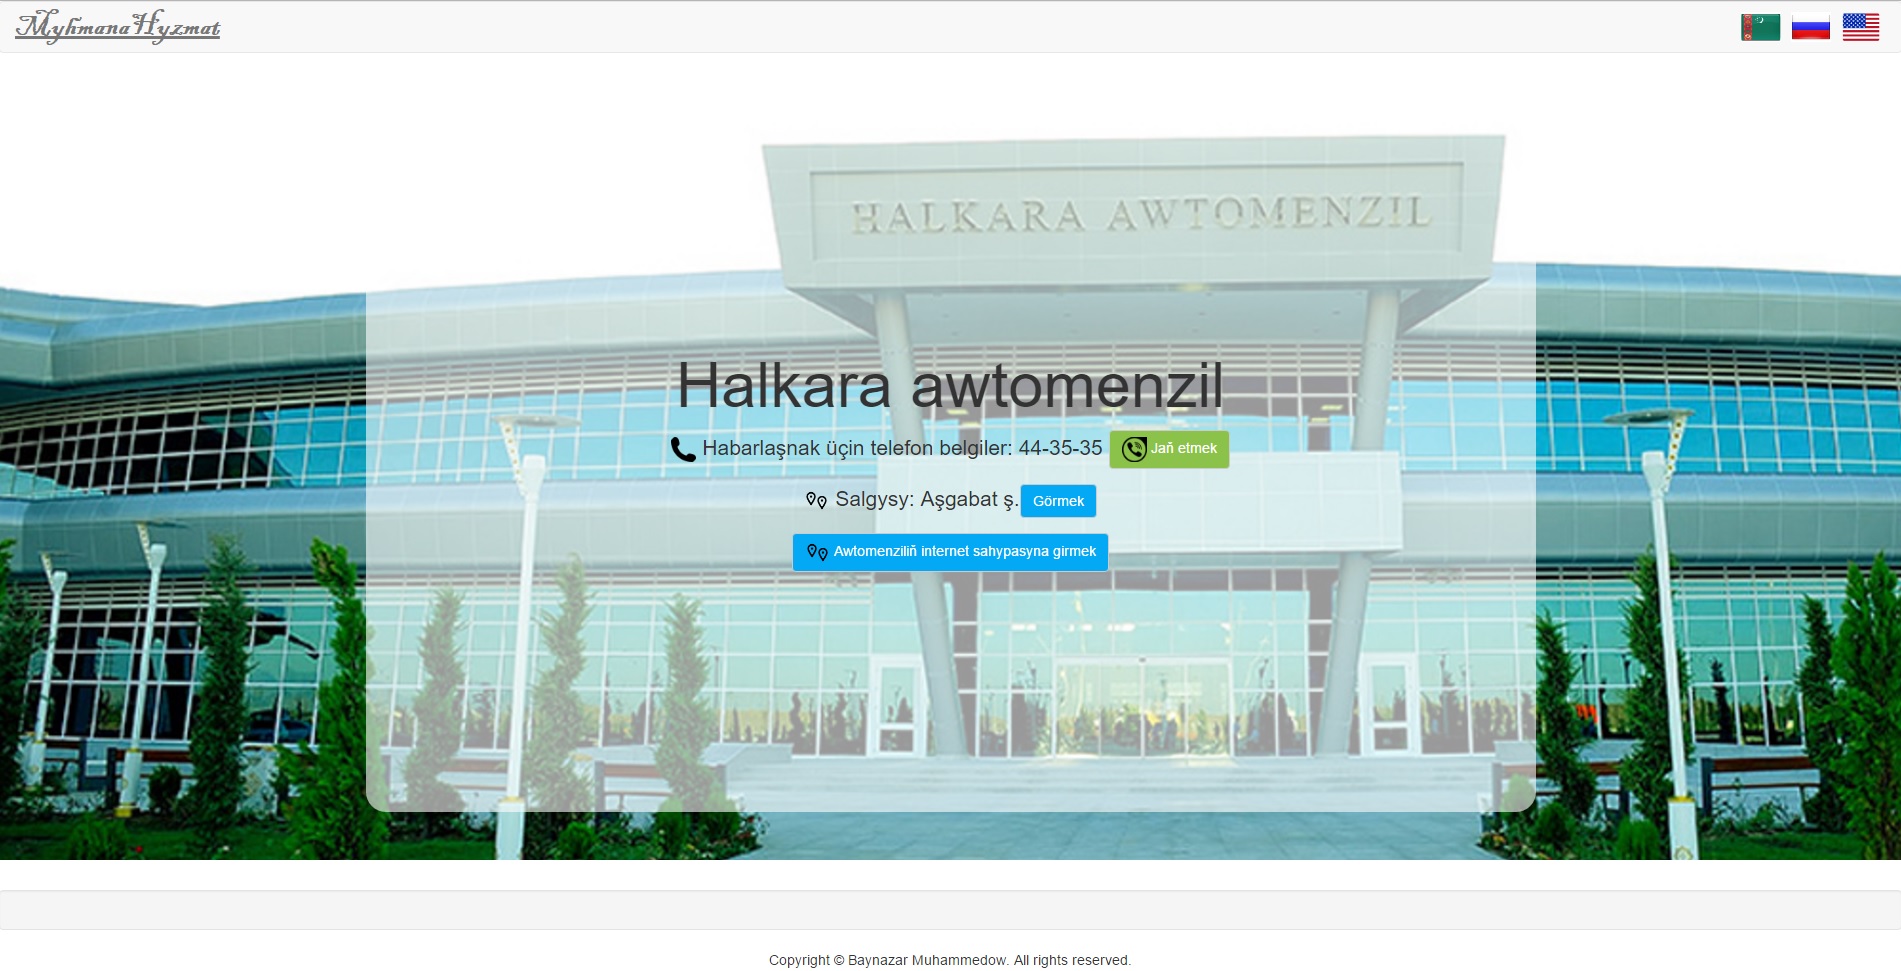 MyhmanaHyzmat
HALKARA AWTOMENZIL
Halkara awtomenzil
Habarlaşnak üçin telefon belgiler: 44-35-35 Jaň etmek
Salgysy: Aşgabat ş. Görmek
Awtomenziliň internet sahypasyna girmek
Copyright © Baynazar Muhammedow. All rights reserved.